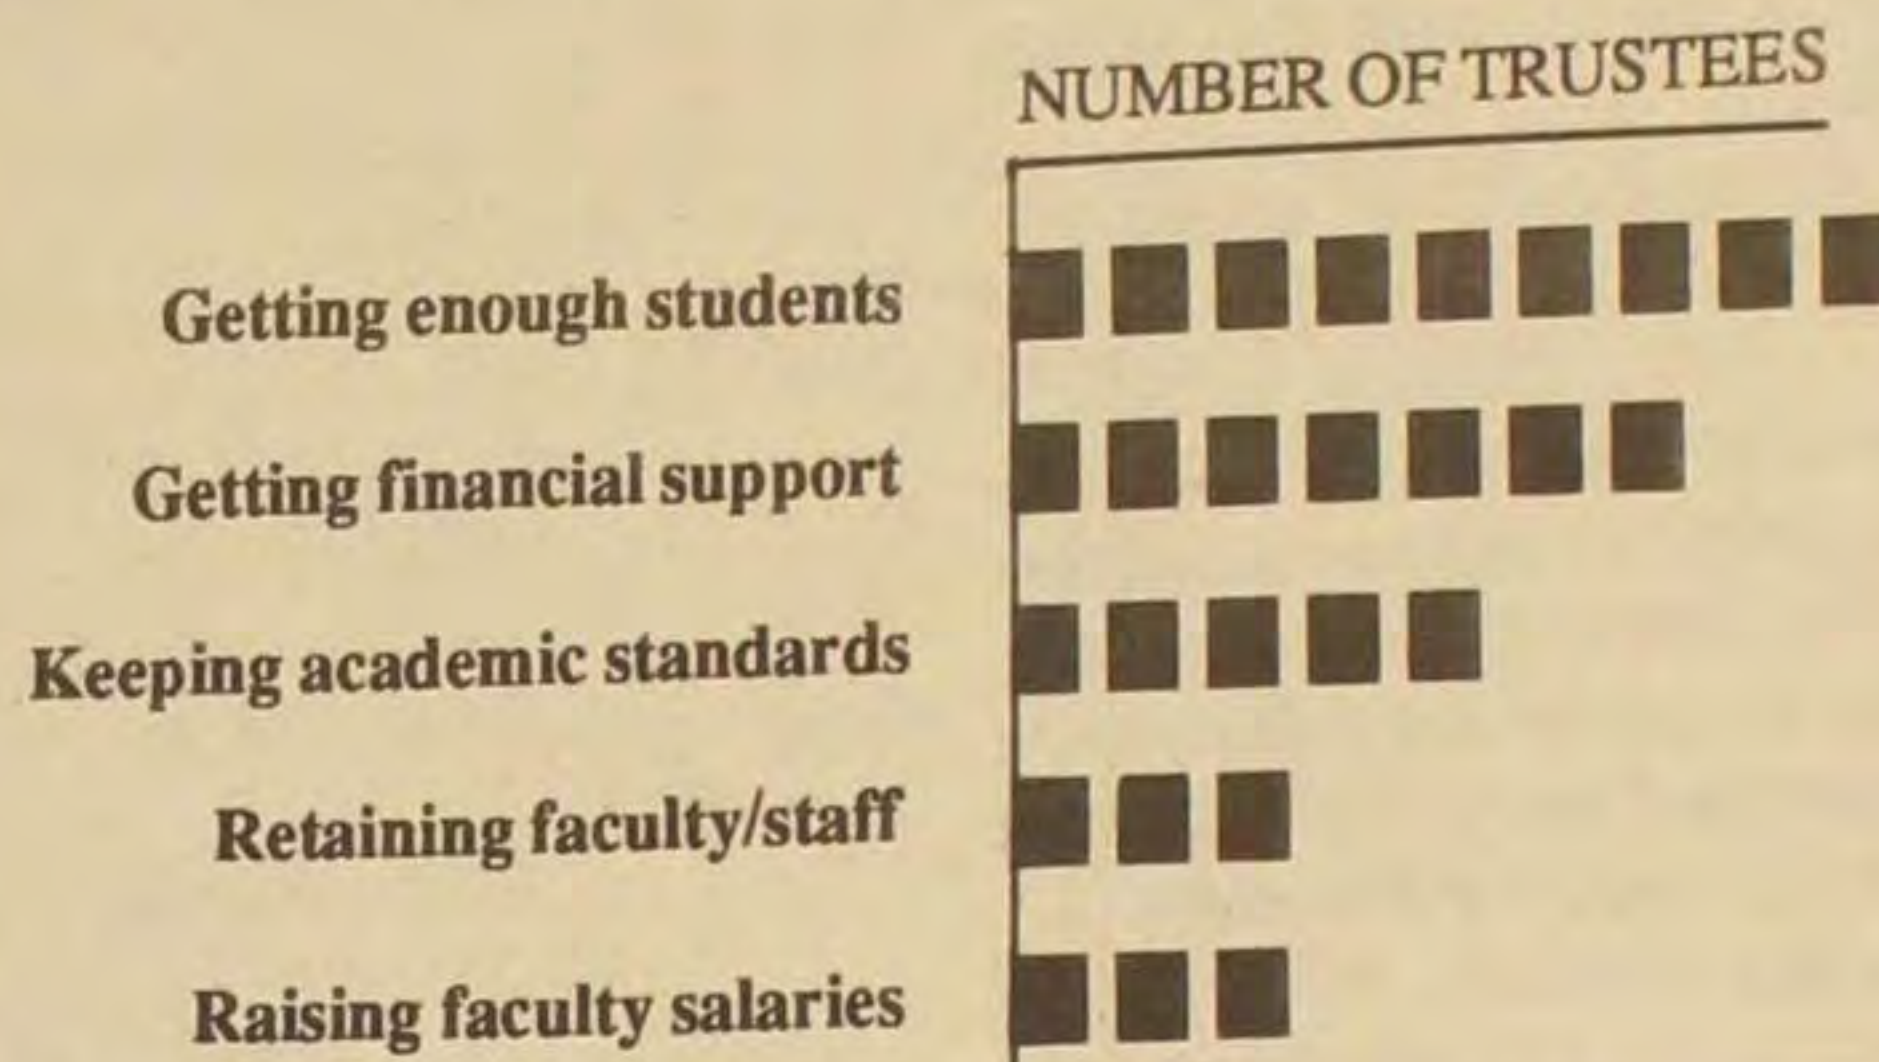 NUMBER OF TRUSTEES
Getting enough students
Getting financial support
Keeping academic standards
Retaining faculty/staff
Raising faculty salaries